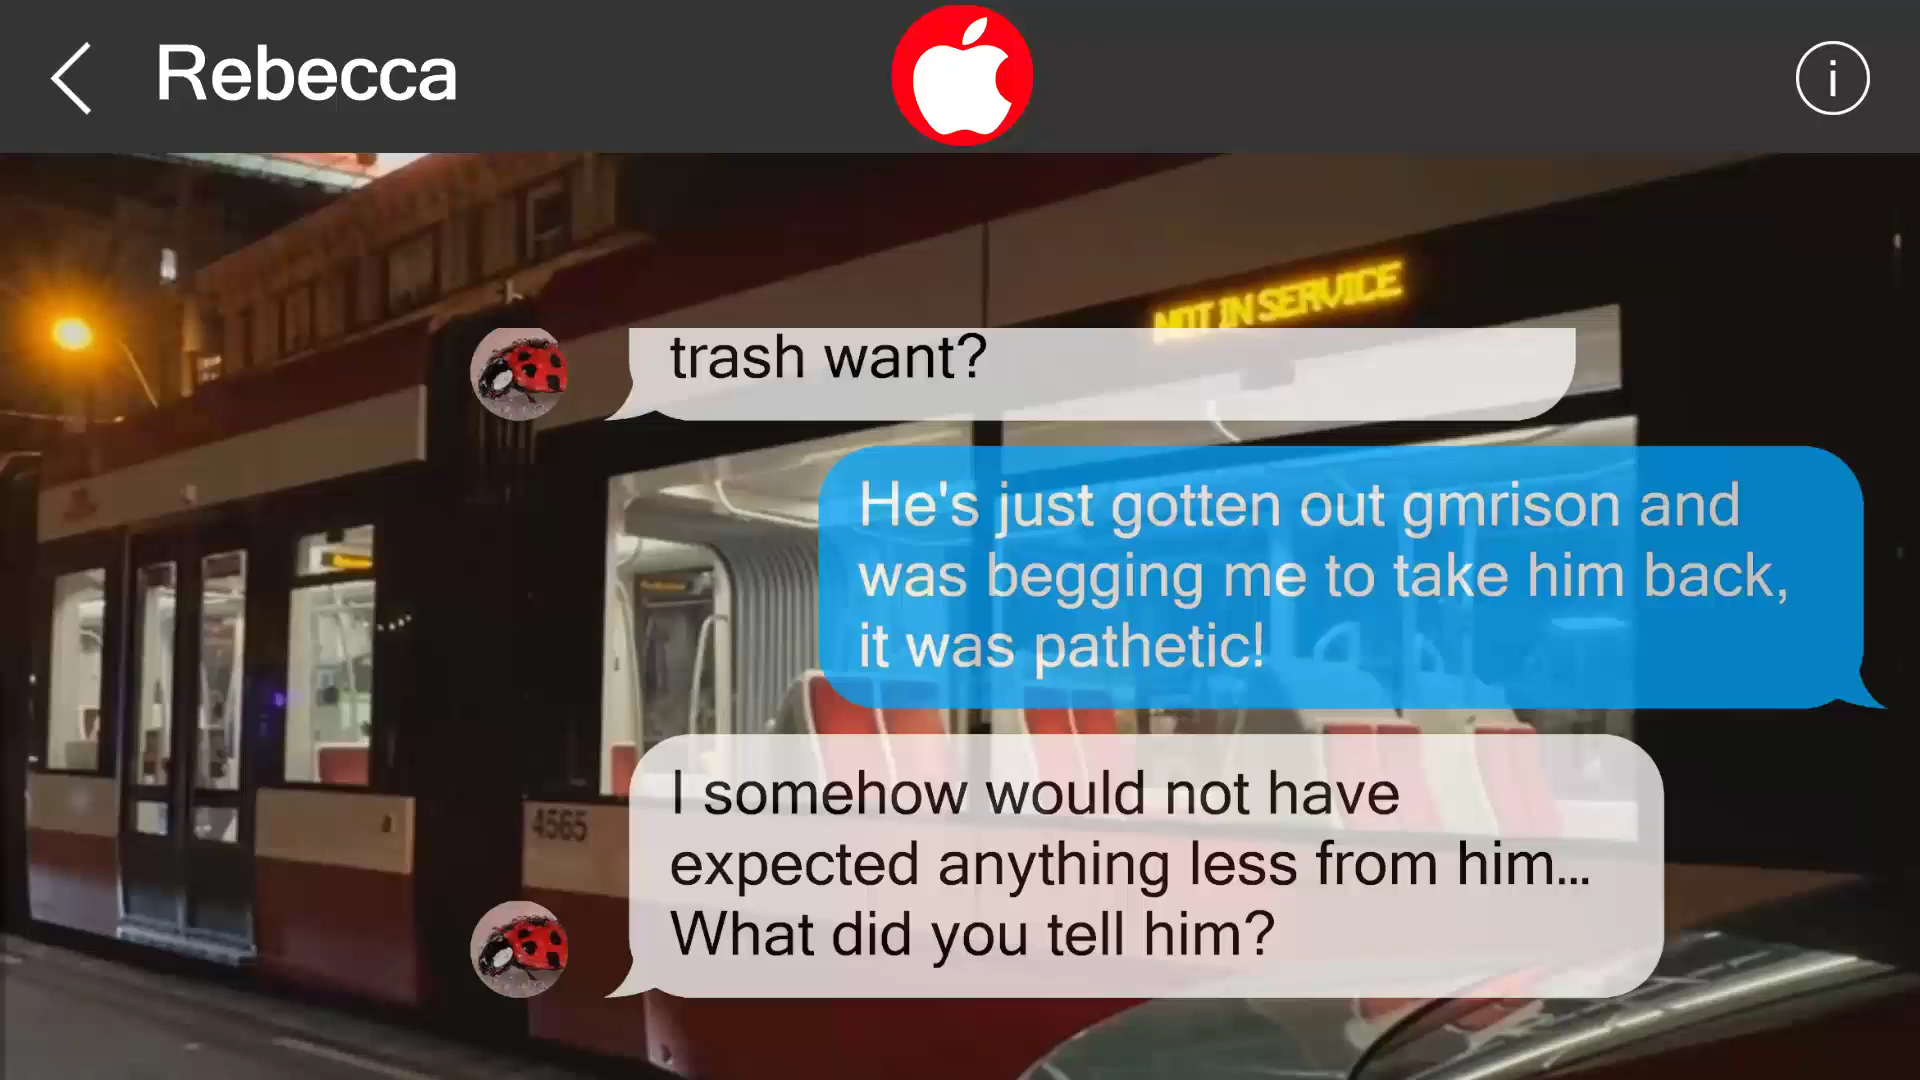 Rebecca
i
NOT IN SERVICE
trash want?
He's just gotten out gmrison and
was begging me to take him back,
it was pathetic!
I somehow would not have
expected anything less from him...
What did you tell him?
4565